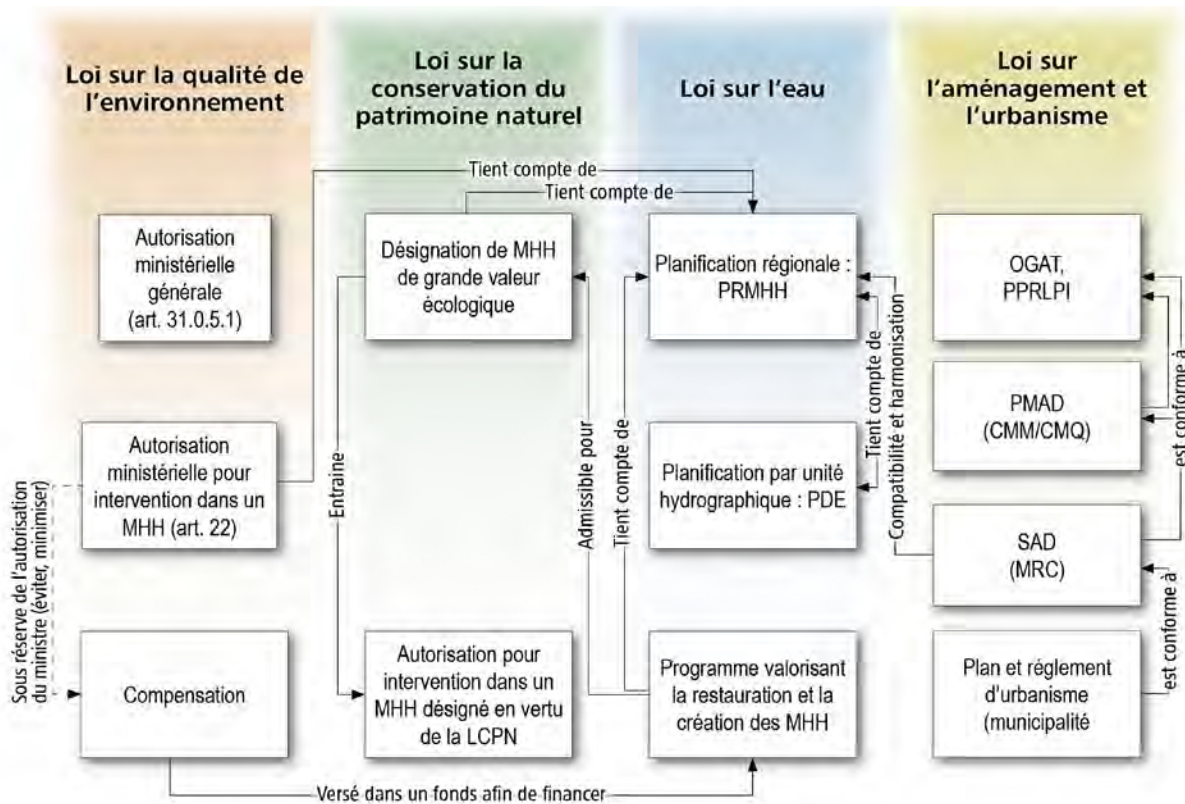 Loi sur la qualité de
l'environnement
Loi sur la
conservation du
patrimoine naturel
Loi sur l'eau
Loi sur
l'aménagement et
l'urbanisme
Tient compte de
Tient compte de
Autorisation
ministérielle
générale
(art. 31.0.5.1)
Désignation de MHH
de grande valeur
écologique
Planification régionale :
PRMHH
OGAT,
PPRLPI
Autorisation
ministérielle pour
intervention dans un
MHH (art. 22)
Entraine
Admissible pour
Tient compte de
Planification par unité
hydrographique : PDE
Tient compte de
Compatibilité et harmonisation
PMAD
(CMM/CMQ)
est conforme à
SAD
(MRC)
Sous réserve de l'autorisation
du ministre (éviter, minimiser)
Compensation
Autorisation pour
intervention dans un
MHH désigné en vertu
de la LCPN
Programme valorisant
la restauration et la
création des MHH
Plan et réglement
d'urbanisme
(municipalité
est conforme à
Versé dans un fonds afin de financer